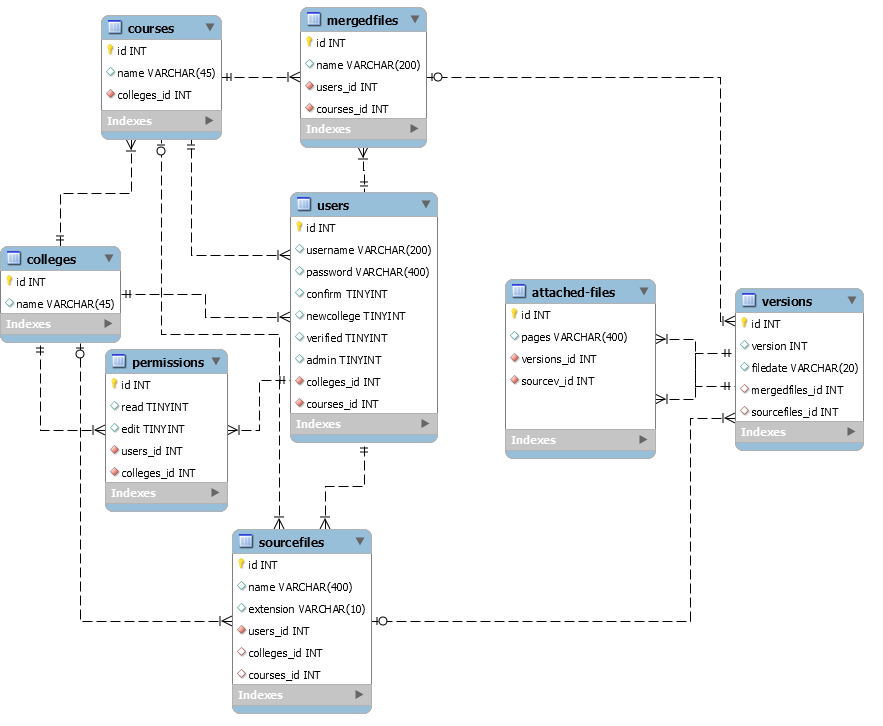 courses
id INT
name VARCHAR(45)
colleges_id INT
Indexes
mergedfiles
id INT
name VARCHAR(200)
users_id INT
courses_id INT
Indexes
users
id INT
username VARCHAR(200)
password VARCHAR(400)
confirm TINYINT
newcollege TINYINT
verified TINYINT
admin TINYINT
colleges_id INT
courses_id INT
Indexes
colleges
id INT
name VARCHAR(45)
Indexes
permissions
id INT
read TINYINT
edit TINYINT
users_id INT
colleges_id INT
Indexes
attached-files
id INT
pages VARCHAR(400)
versions_id INT
sourcev_id INT
Indexes
versions
id INT
version INT
filedate VARCHAR(20)
mergedfiles_id INT
sourcefiles_id INT
Indexes
sourcefiles
id INT
name VARCHAR(400)
extension VARCHAR(10)
users_id INT
colleges_id INT
courses_id INT
Indexes